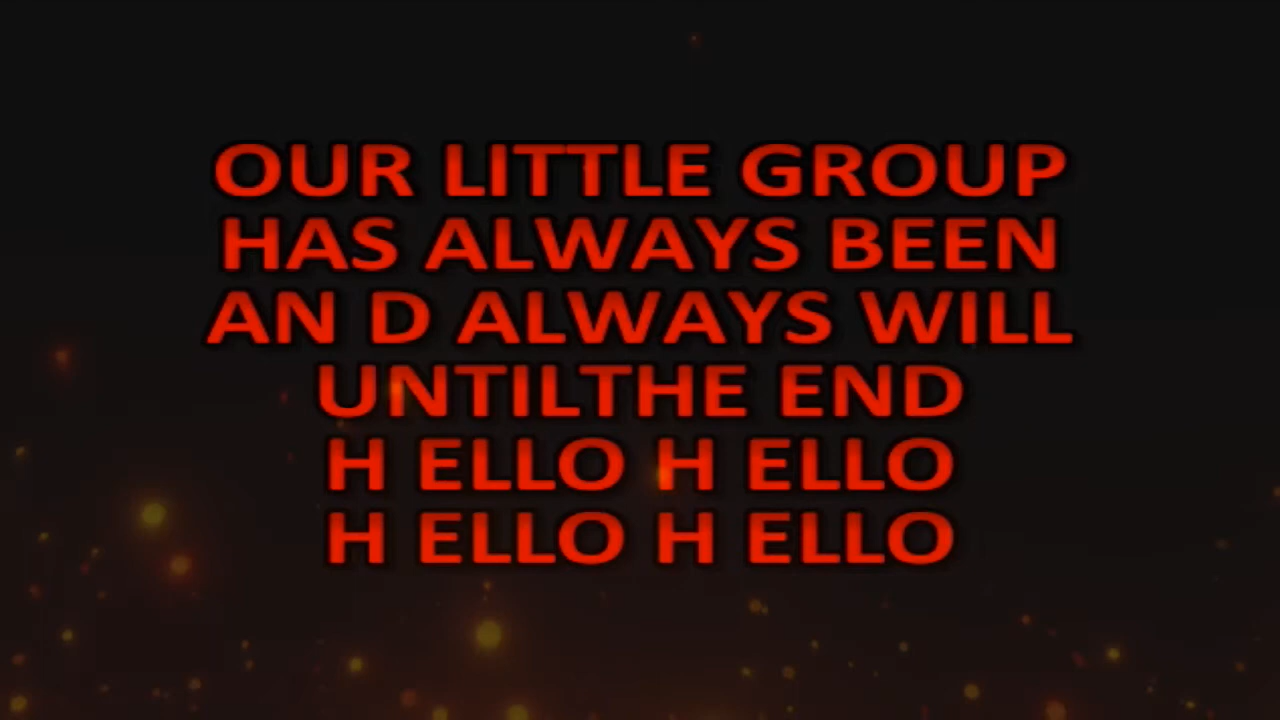 OUR LITTLE GROUP
HAS ALWAYS BEEN
AN D ALWAYS WILL
UNTILTHE END
H ELLO H ELLO
H ELLO H ELLO